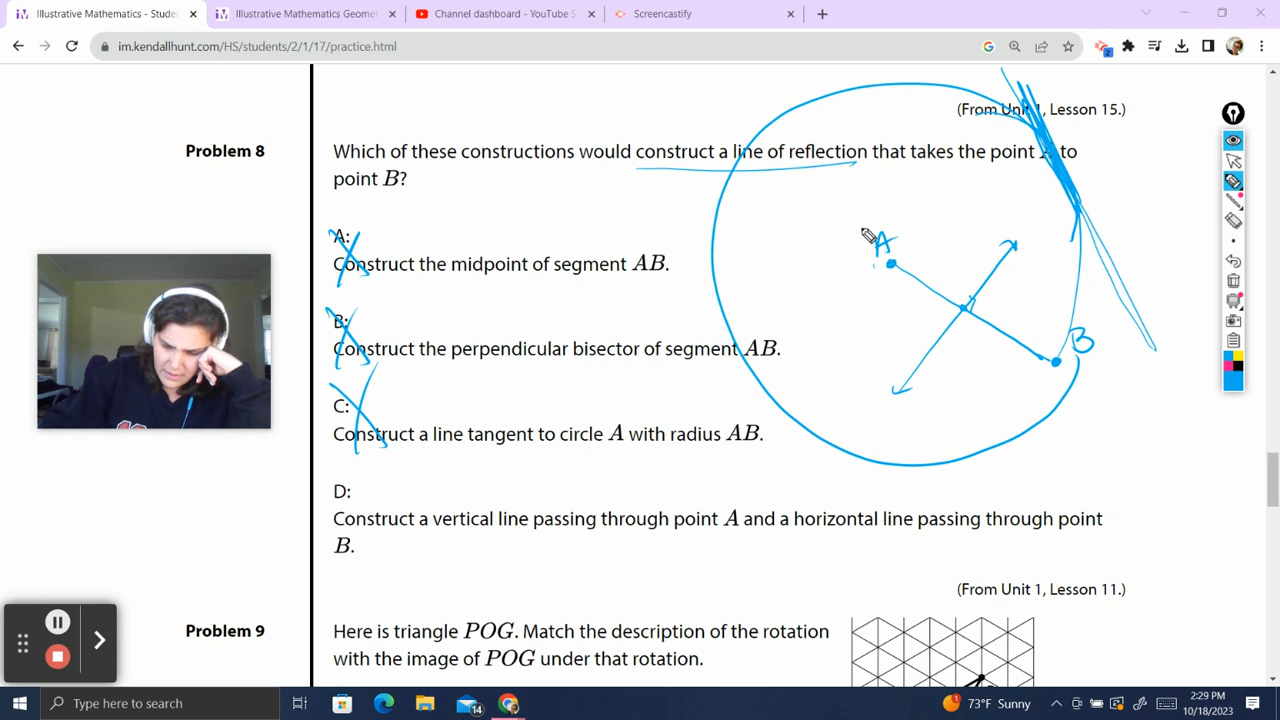 Illustrative Mathematics - Studen
Illustrative Mathematics Geomet
Channel dashboard - YouTube S
Screencastify
im.kendallhunt.com/HS/students/2/1/17/practice.html
2
(From Unit 1, Lesson 15.)
Problem 8
Which of these constructions would construct a line of reflection that takes the point A to
point B?
A:
Construct the midpoint of segment AB.
B:
Construct the perpendicular bisector of segment AB.
C:
Construct a line tangent to circle A with radius AB.
D:
Construct a vertical line passing through point A and a horizontal line passing through point
B.
A
B
(From Unit 1, Lesson 11.)
Problem 9
Here is triangle POG. Match the description of the rotation
with the image of POG under that rotation.
Type here to search
14
1
73°F Sunny
2:29 PM
10/18/2023
2